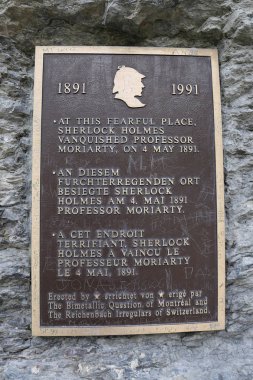 1891 1991
• AT THIS FEARFUL PLACE,
SHERLOCK HOLMES
VANQUISHED PROFESSOR
MORIARTY, ON 4 MAY 1891.
• AN DIESEM
FURCHTERREGENDEN ORT
BESIEGTE SHERLOCK
HOLMES AM 4. MAI 1891
PROFESSOR MORIARTY.
• A CET ENDROIT
TERRIFIANT, SHERLOCK
HOLMES A VAINCU LE
PROFESSEUR MORIARTY
LE 4 MAI, 1891.
Erected by ★ errichtet von ★ erigé par
The Bimetallic Question of Montréal and
The Reichenbach Irregulars of Switzerland.